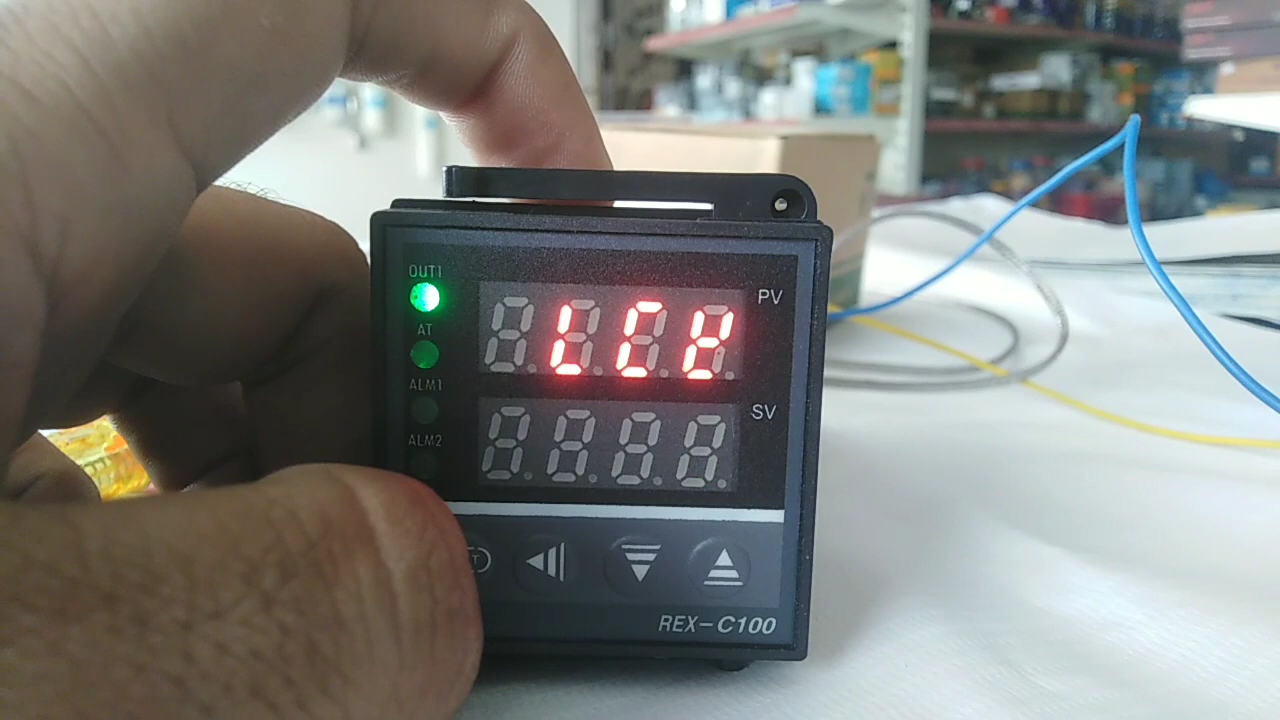 OUT1
AT
ALM1
ALM2
PV
LCK
SV
REX-C100